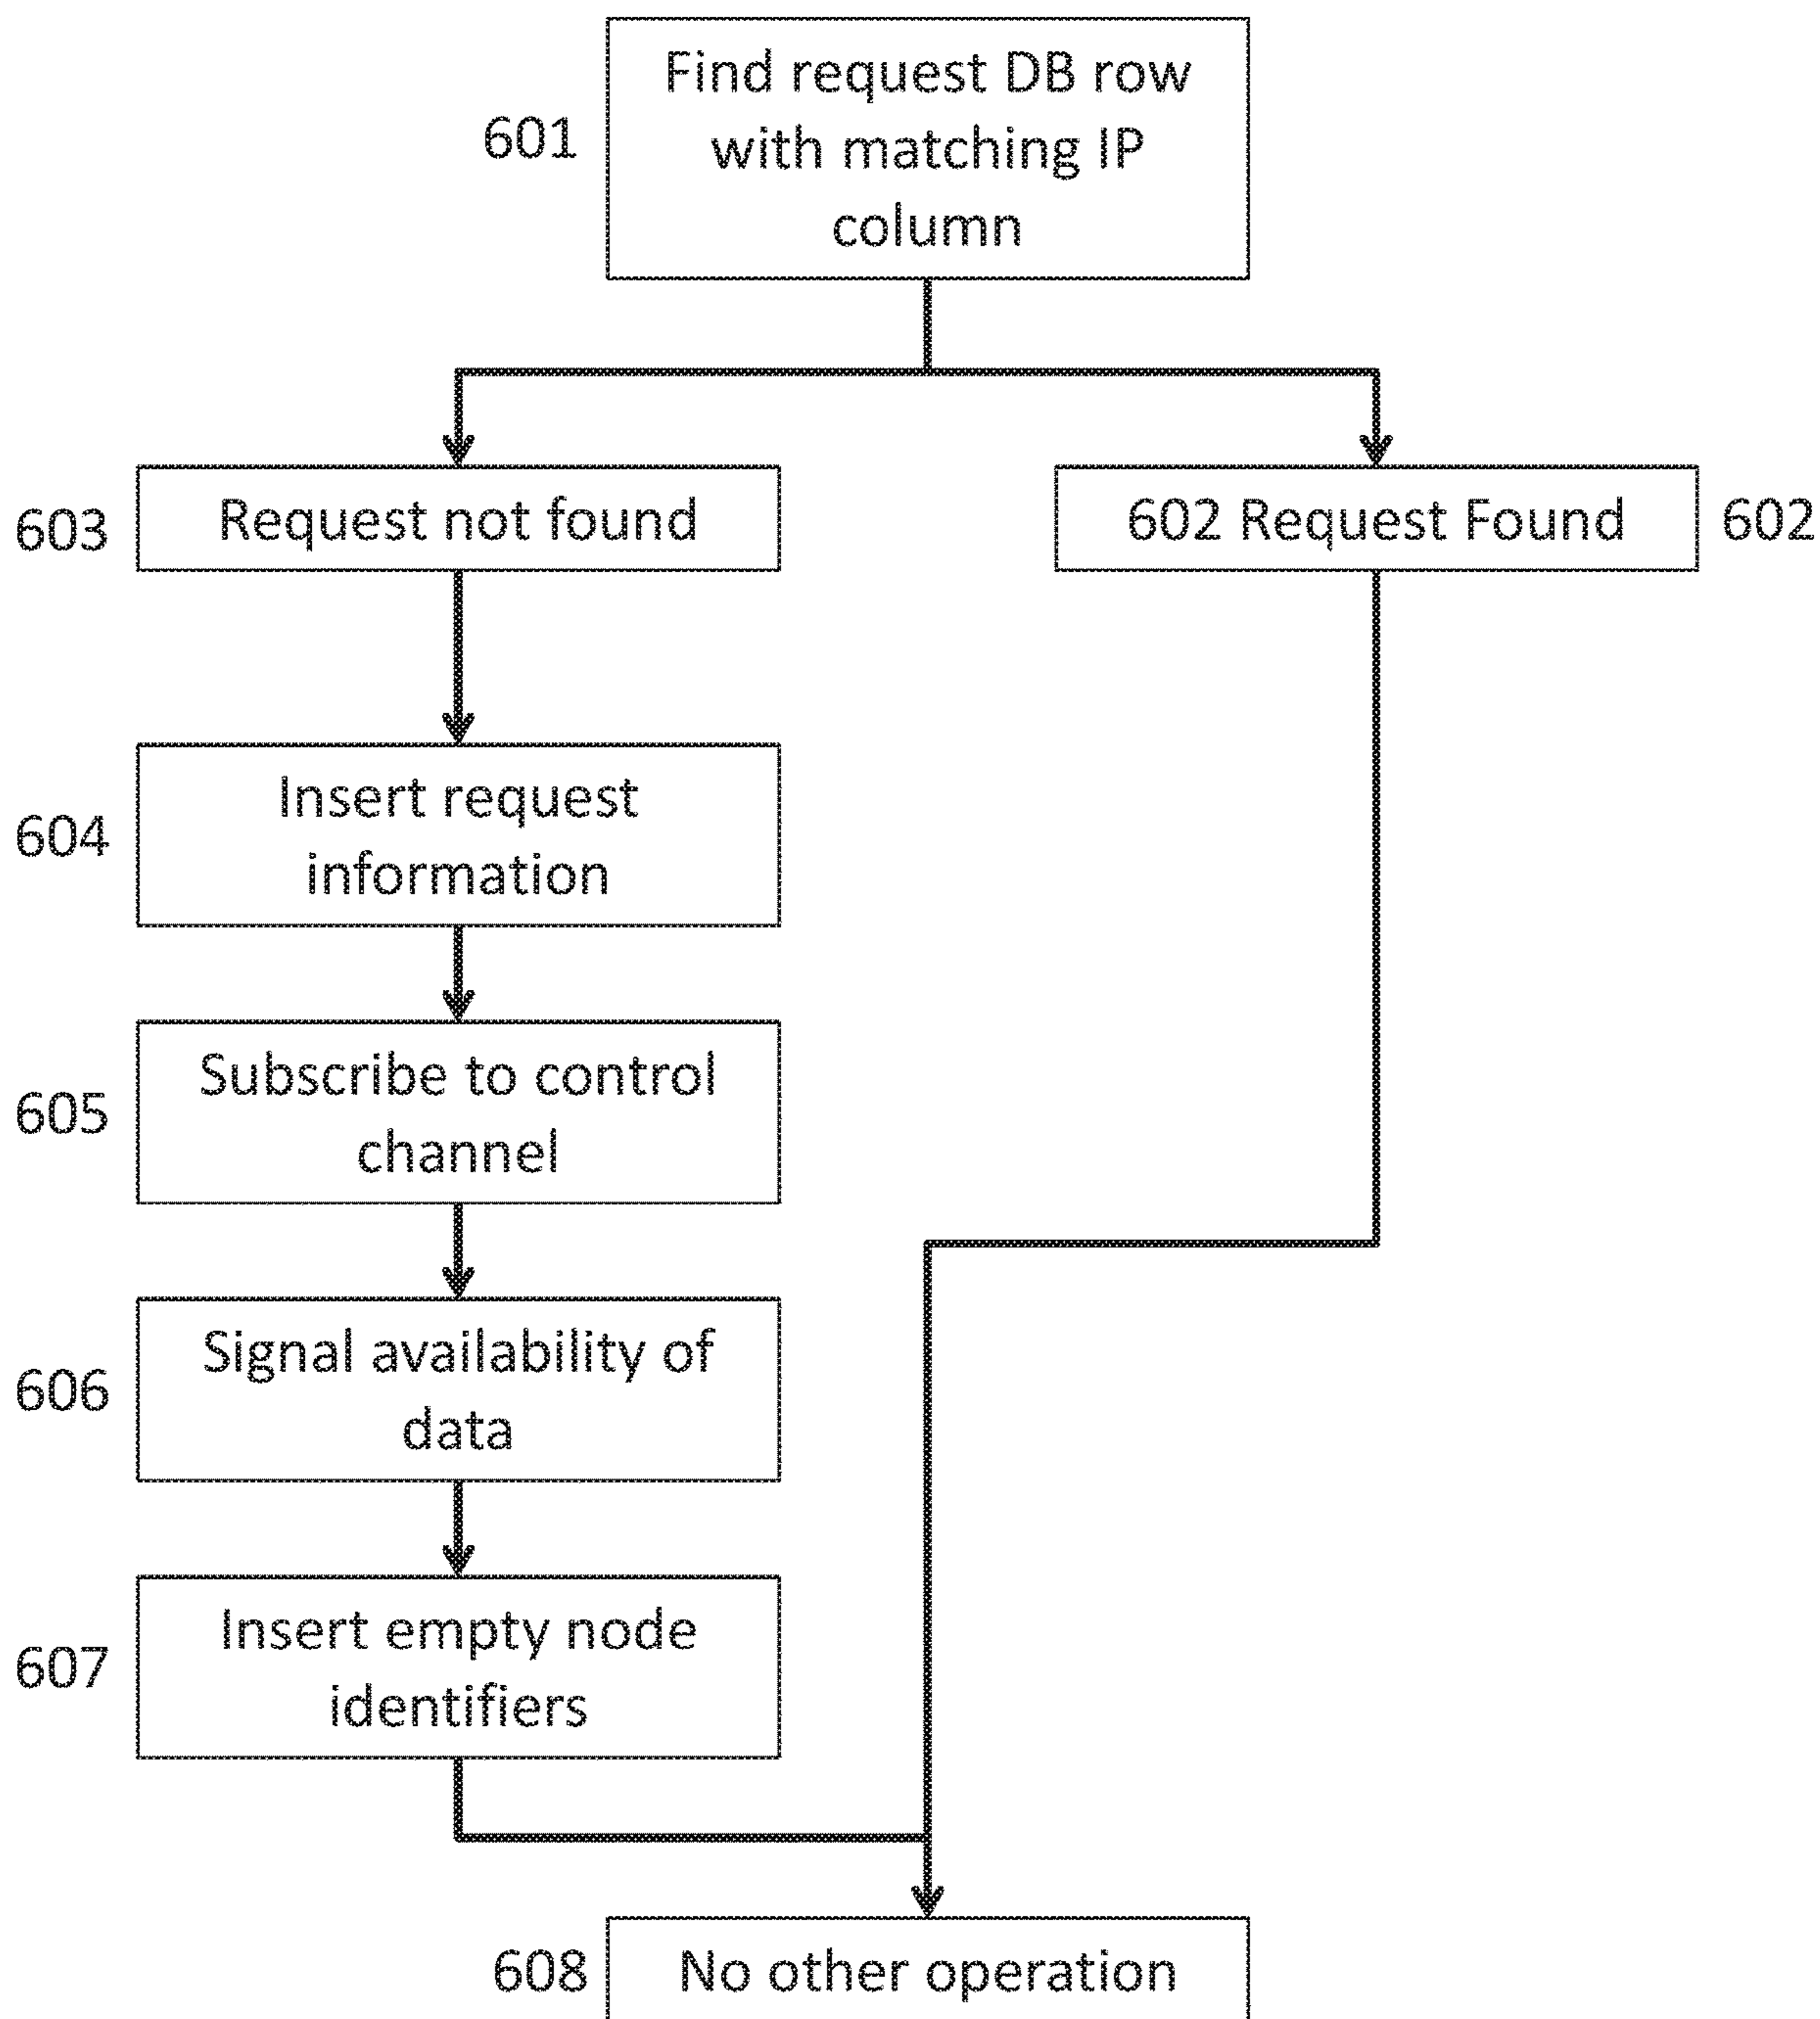 Find request DB row
601
with matching IP
column
603
Request not found
602 Request Found
602
Insert request
604
information
Subscribe to control
605
channel
Signal availability of
606
data
Insert empty node
607
identifiers
608
No other operation